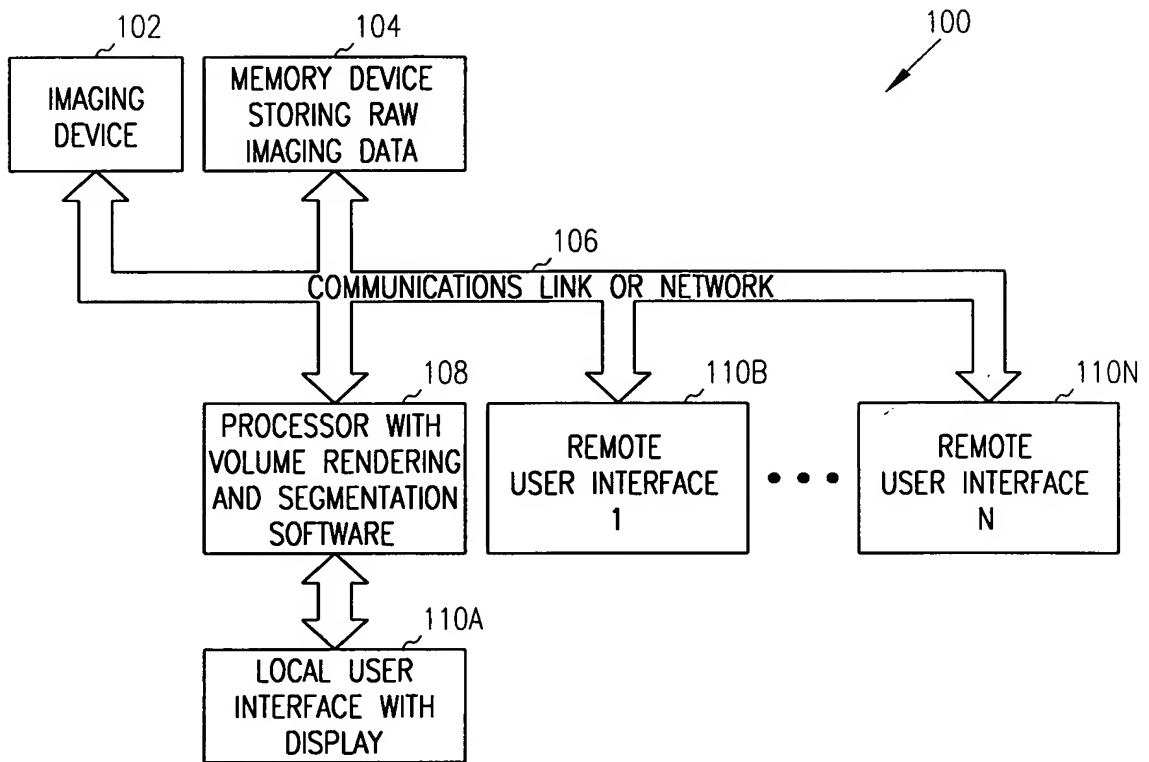 102
104
100
IMAGING
DEVICE
MEMORY DEVICE
STORING RAW
IMAGING DATA
106
COMMUNICATIONS LINK OR NETWORK
108
110B
110N
PROCESSOR WITH
VOLUME RENDERING
AND SEGMENTATION
SOFTWARE
REMOTE
USER INTERFACE
1
REMOTE
USER INTERFACE
N
110A
LOCAL USER
INTERFACE WITH
DISPLAY